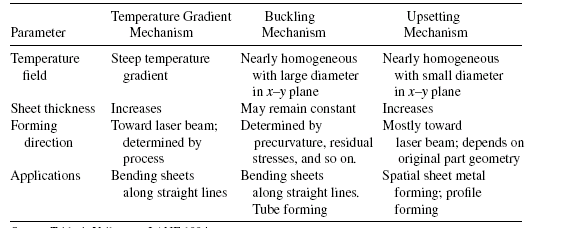 Temperature Gradient Buckling Upsetting
Parameter Mechanism Mechanism Mechanism
Temperature Steep temperature Nearly homogeneous Nearly homogeneous
field gradient with large diameter with small diameter
in x–y plane in x–y plane
Sheet thickness Increases May remain constant Increases
Forming Toward laser beam; Determined by Mostly toward
direction determined by precurvature, residual laser beam; depends on
process stresses, and so on. original part geometry
Applications Bending sheets Bending sheets Spatial sheet metal
along straight lines along straight lines. forming; profile
Tube forming forming